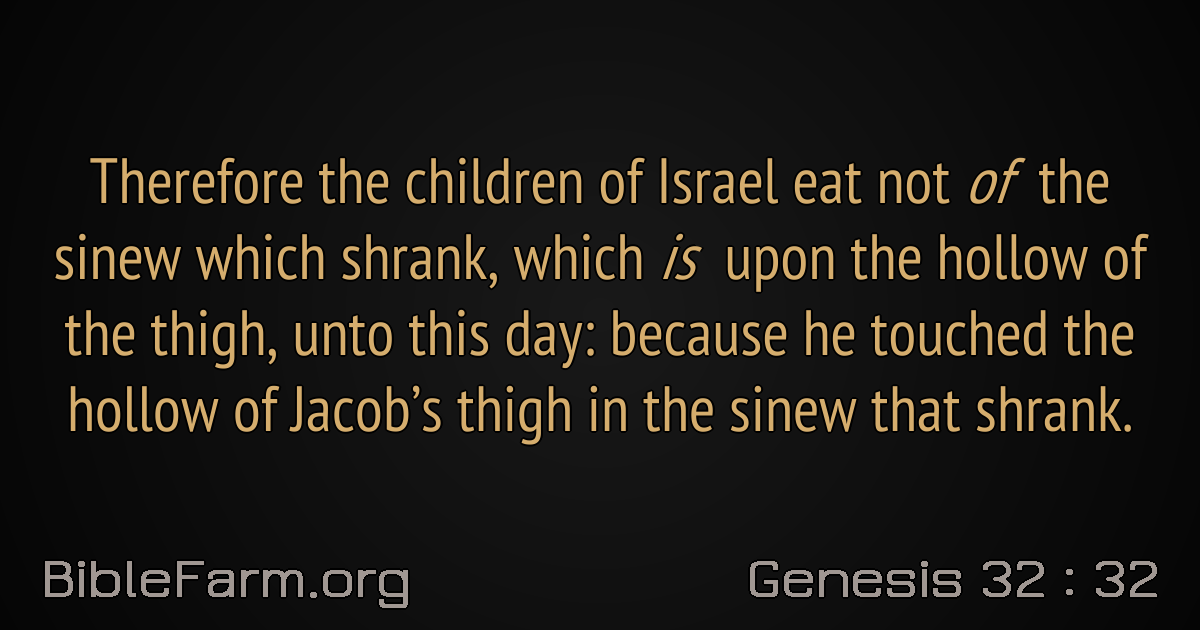 Therefore the children of Israel eat not of the
sinew which shrank, which is upon the hollow of
the thigh, unto this day: because he touched the
hollow of Jacob’s thigh in the sinew that shrank.
BibleFarm.org
Genesis 32 : 32